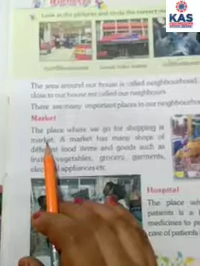 KAS
Look at the pictures and circle the correct
The area around our house is called neighbourhood.
close to our house are called our neighbours.
There are many important places in our neighbourhood
Market
The place where we go for shopping is
market. A market has many shops of
different food items and goods such as
fruits, vegetables, grocery, garments,
electrical appliances etc.
Hospital
The place wh
patients is a
medicines to p
care of patients